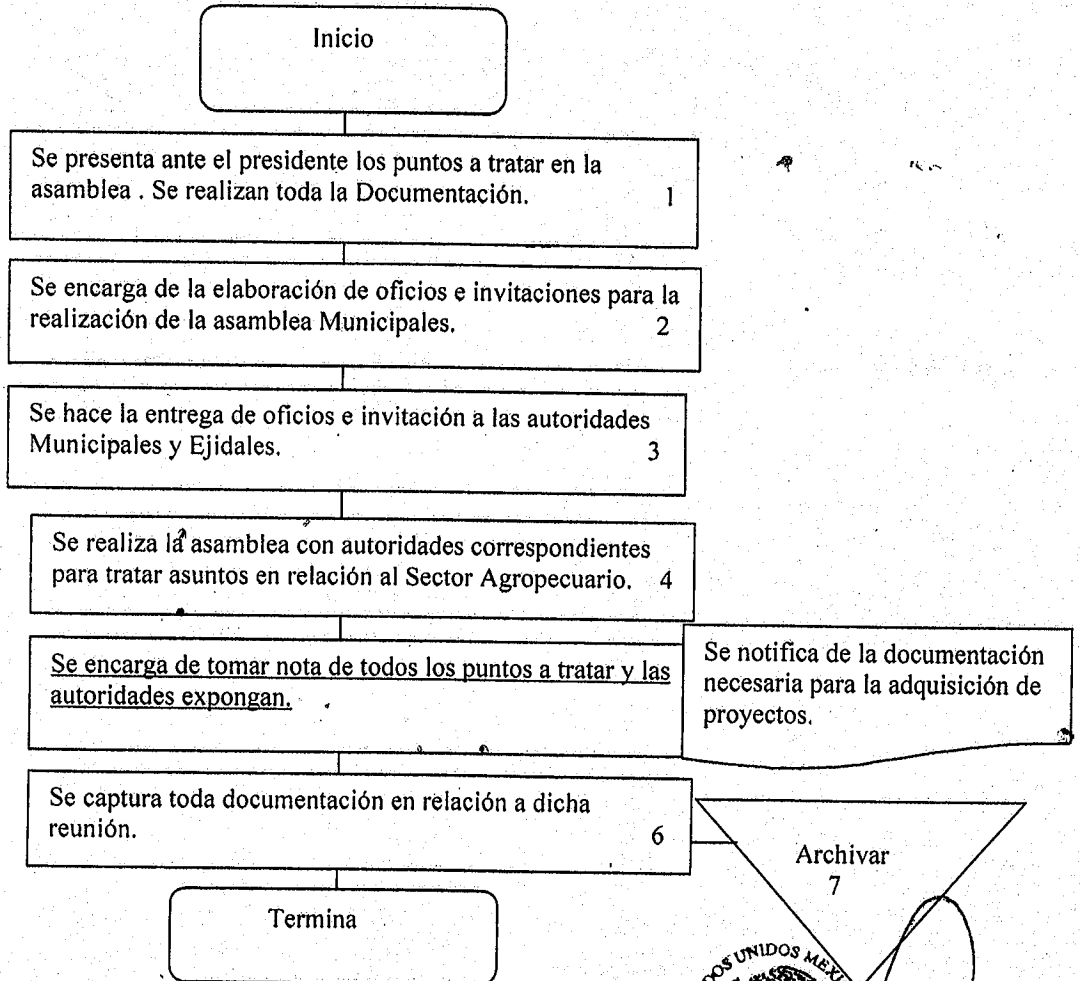 Inicio
Se presenta ante el presidente los puntos a tratar en la
asamblea . Se realizan toda la Documentación. 1
Se encarga de la elaboración de oficios e invitaciones para la
realización de la asamblea Municipales. 2
Se hace la entrega de oficios e invitación a las autoridades
Municipales y Ejidales. 3
Se realiza la asamblea con autoridades correspondientes
para tratar asuntos en relación al Sector Agropecuario. 4
Se encarga de tomar nota de todos los puntos a tratar y las
autoridades expongan.
Se notifica de la documentación
necesaria para la adquisición de
proyectos.
Se captura toda documentación en relación a dicha
reunión. 6
Archivar
7
Termina
UNIDOS